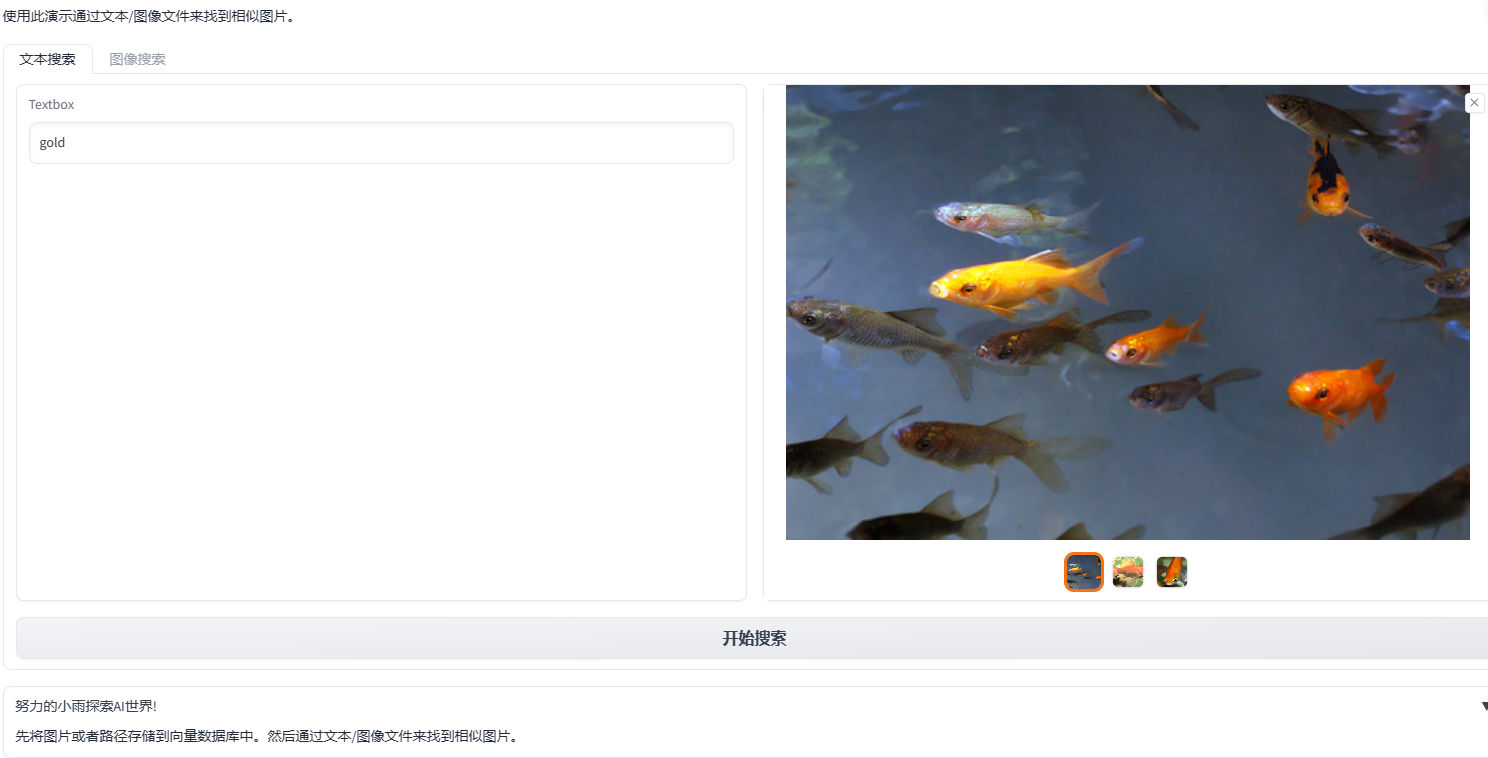 使用此演示通过文本/图像文件来找到相似图片。
文本搜索 图像搜索
Textbox
gold
开始搜索
努力的小雨探索AI世界!
先将图片或者路径存储到向量数据库中。然后通过文本/图像文件来找到相似图片。